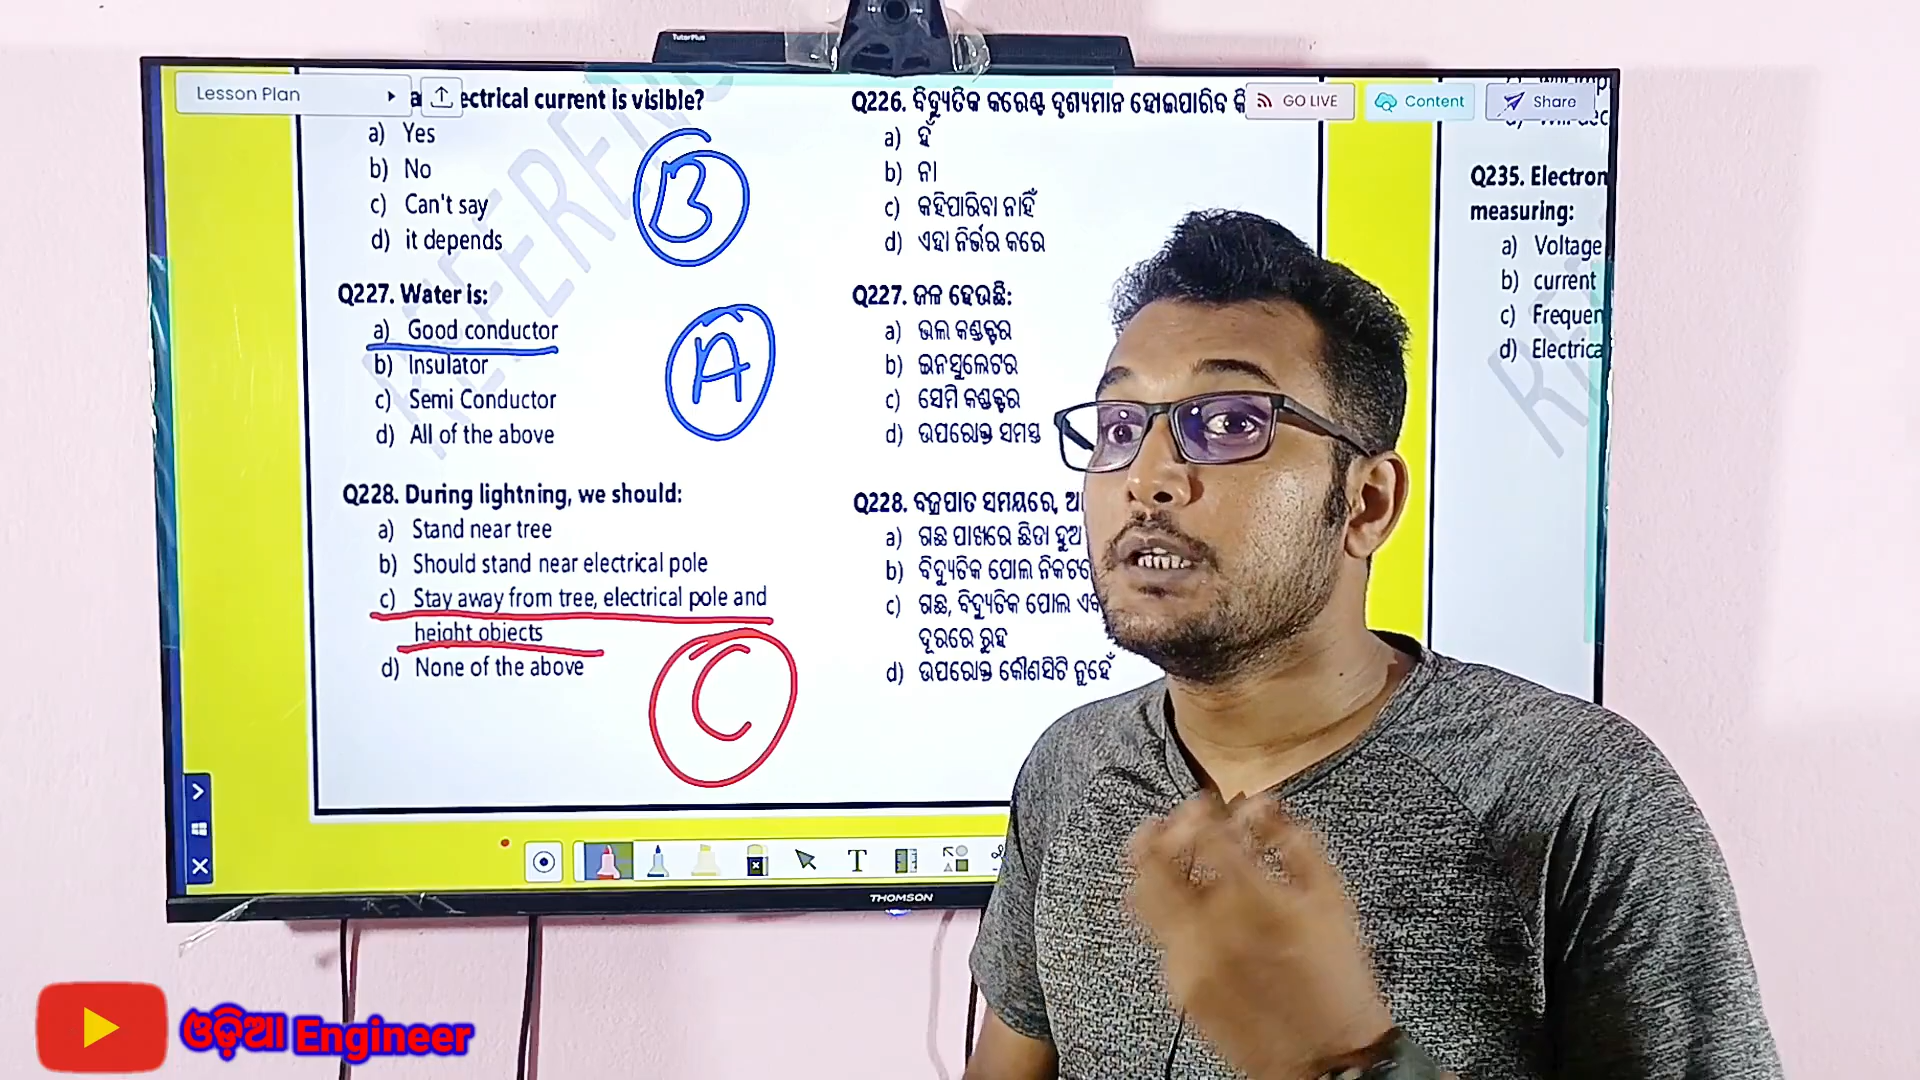 TutorPlus
Lesson Plan
GO LIVE
Content
Share
ectrical current is visible?
a) Yes
b) No
c) Can't say
d) it depends
B
Q227. Water is:
a) Good conductor
b) Insulator
c) Semi Conductor
d) All of the above
A
Q228. During lightning, we should:
a) Stand near tree
b) Should stand near electrical pole
c) Stay away from tree, electrical pole and
height objects
d) None of the above
C
Q226. ବିଦ୍ୟୁତିକ କରେଣ୍ଟ ଦୃଶ୍ୟମାନ ହୋଇପାରିବ କି
a) ହଁ
b) ନା
c) କହିପାରିବା ନାହିଁ
d) ଏହା ନିର୍ଭର କରେ
Q227. ଜଳ ହେଉଛି:
a) ଭଲ କଣ୍ଡକ୍ଟର
b) ଇନସୁଲେଟର
c) ସେମି କଣ୍ଡକ୍ଟର
d) ଉପରୋକ୍ତ ସମସ୍ତ
Q228. ବଜ୍ରପାତ ସମୟରେ,
a) ଗଛ ପାଖରେ ଛିଡା ହୁଅ
b) ବିଦ୍ୟୁତିକ ପୋଲ
c) ଗଛ, ବିଦ୍ୟୁତିକ ପୋଲ
ଦୂରରେ ରୁହ
d) ଉପରୋକ୍ତ କୌଣସିଟି ନୁହେଁ
Q235. Electron
measuring:
a) Voltage
b) current
c) Frequen
d) Electrica
THOMSON
ଓଡ଼ିଆ Engineer